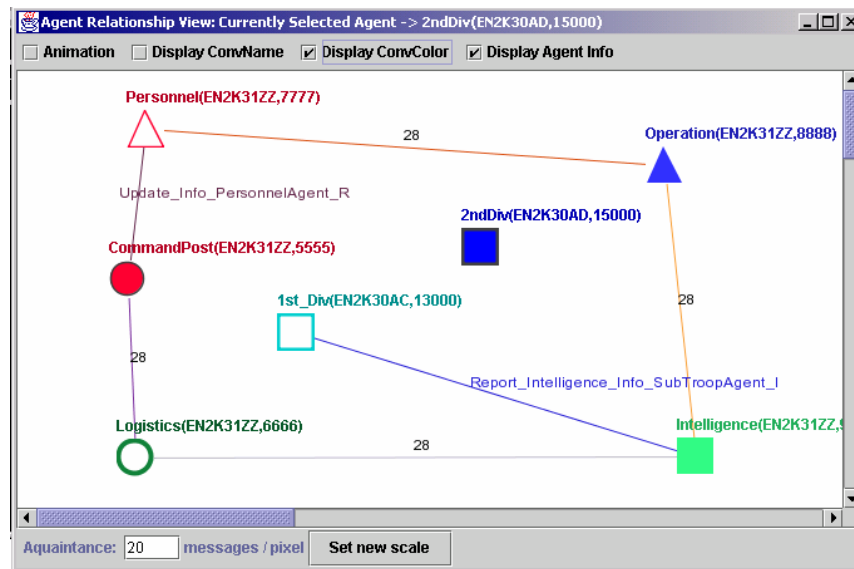 Agent Relationship View: Currently Selected Agent -> 2ndDiv(EN2K30AD,15000)
Animation Display ConvName Display ConvColor Display Agent Info
Personnel(EN2K31ZZ,7777)
28
Operation(EN2K31ZZ,8888)
Update_Info_PersonnelAgent_R
2ndDiv(EN2K30AD,15000)
CommandPost(EN2K31ZZ,5555)
1st_Div(EN2K30AC,13000)
28
28
Report_Intelligence_Info_SubTroopAgent_I
Logistics(EN2K31ZZ,6666)
Intelligence(EN2K31ZZ,
28
Aquaintance: 20 messages / pixel Set new scale